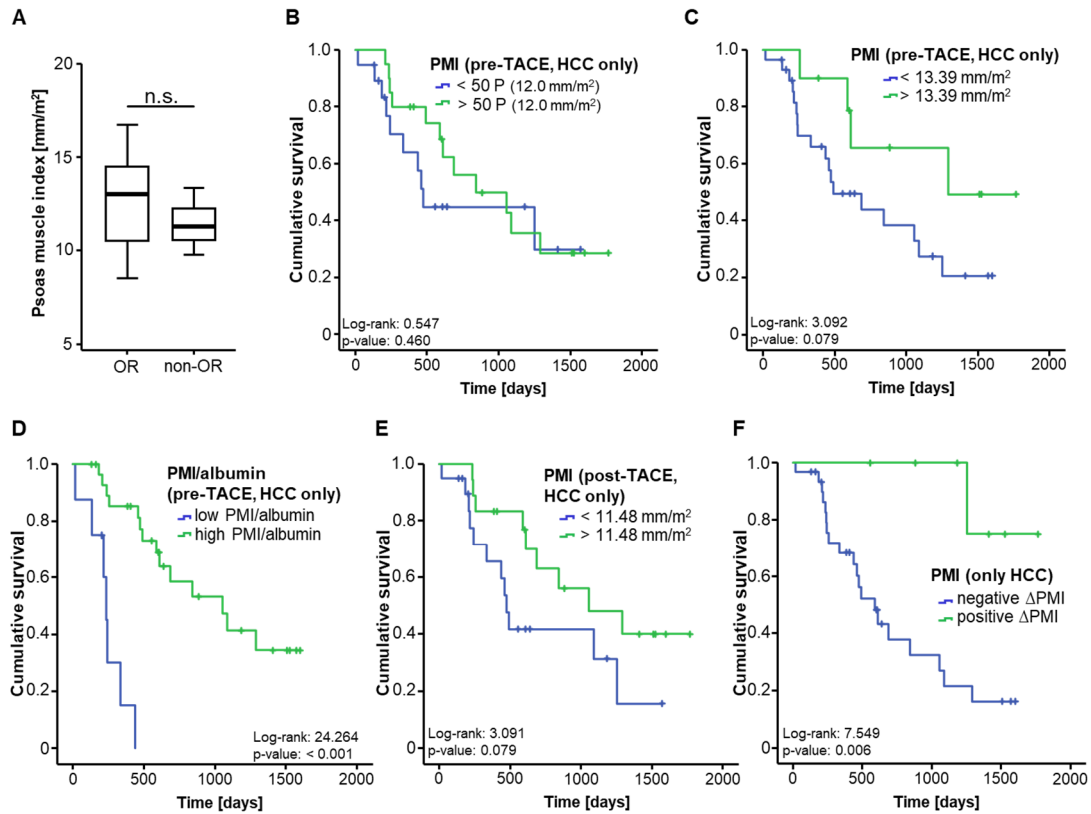 A
Psoas muscle index [mm/m²]
20
15
10
5
n.s.
OR
non-OR
B
Cumulative survival
1.0
0.8
0.6
0.4
0.2
0
PMI (pre-TACE, HCC only)
< 50 P (12.0 mm/m²)
> 50 P (12.0 mm/m²)
Log-rank: 0.547
p-value: 0.460
0 500 1000 1500 2000
Time [days]
C
Cumulative survival
1.0
0.8
0.6
0.4
0.2
0
PMI (pre-TACE, HCC only)
< 13.39 mm/m²
> 13.39 mm/m²
Log-rank: 3.092
p-value: 0.079
0 500 1000 1500 2000
Time [days]
D
Cumulative survival
1.0
0.8
0.6
0.4
0.2
0
PMI/albumin
(pre-TACE, HCC only)
low PMI/albumin
high PMI/albumin
Log-rank: 24.264
p-value: < 0.001
0 500 1000 1500 2000
Time [days]
E
Cumulative survival
1.0
0.8
0.6
0.4
0.2
0
PMI (post-TACE,
HCC only)
< 11.48 mm/m²
> 11.48 mm/m²
Log-rank: 3.091
p-value: 0.079
0 500 1000 1500 2000
Time [days]
F
Cumulative survival
1.0
0.8
0.6
0.4
0.2
0
PMI (only HCC)
negative ΔPMI
positive ΔPMI
Log-rank: 7.549
p-value: 0.006
0 500 1000 1500 2000
Time [days]